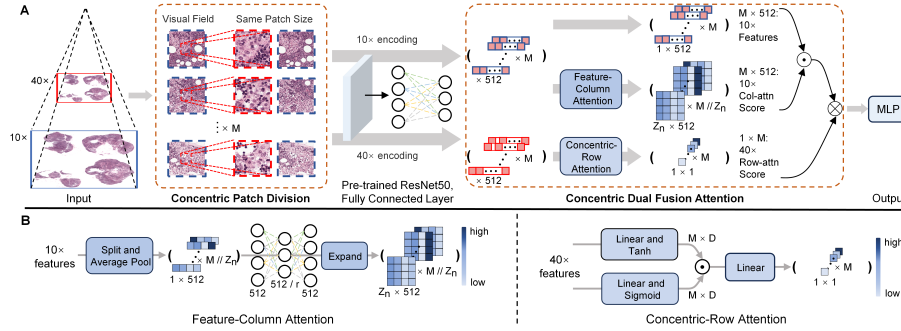 A
Visual Field
Same Patch Size
40×
10×
Input
: × M
Concentric Patch Division
10× encoding
40× encoding
Pre-trained ResNet50,
Fully Connected Layer
( ) × M
× 512
( ) × M
× 512
Feature-
Column
Attention
Concentric-
Row
Attention
( ) × M
1 × 512
( ) × M // Zn
Zn × 512
( ) × M
1 × 1
Concentric Dual Fusion Attention
M × 512:
10×
Features
M × 512:
10×
Col-attn
Score
1 × M:
40×
Row-attn
Score
MLP
Output
B
10×
features
Split and
Average Pool
( ) × M // Zn
1 × 512
512
512 / r
512
Expand
( ) × M // Zn
Zn × 512
high
low
Feature-Column Attention
40×
features
Linear and
Tanh
Linear and
Sigmoid
M × D
M × D
Linear
( ) × M
1 × 1
high
low
Concentric-Row Attention